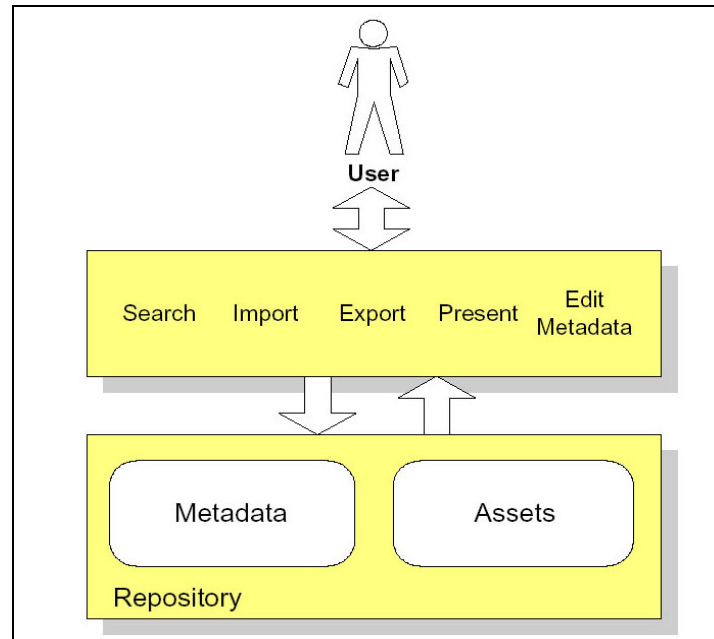 User
Search Import Export Present Edit
Metadata
Metadata Assets
Repository